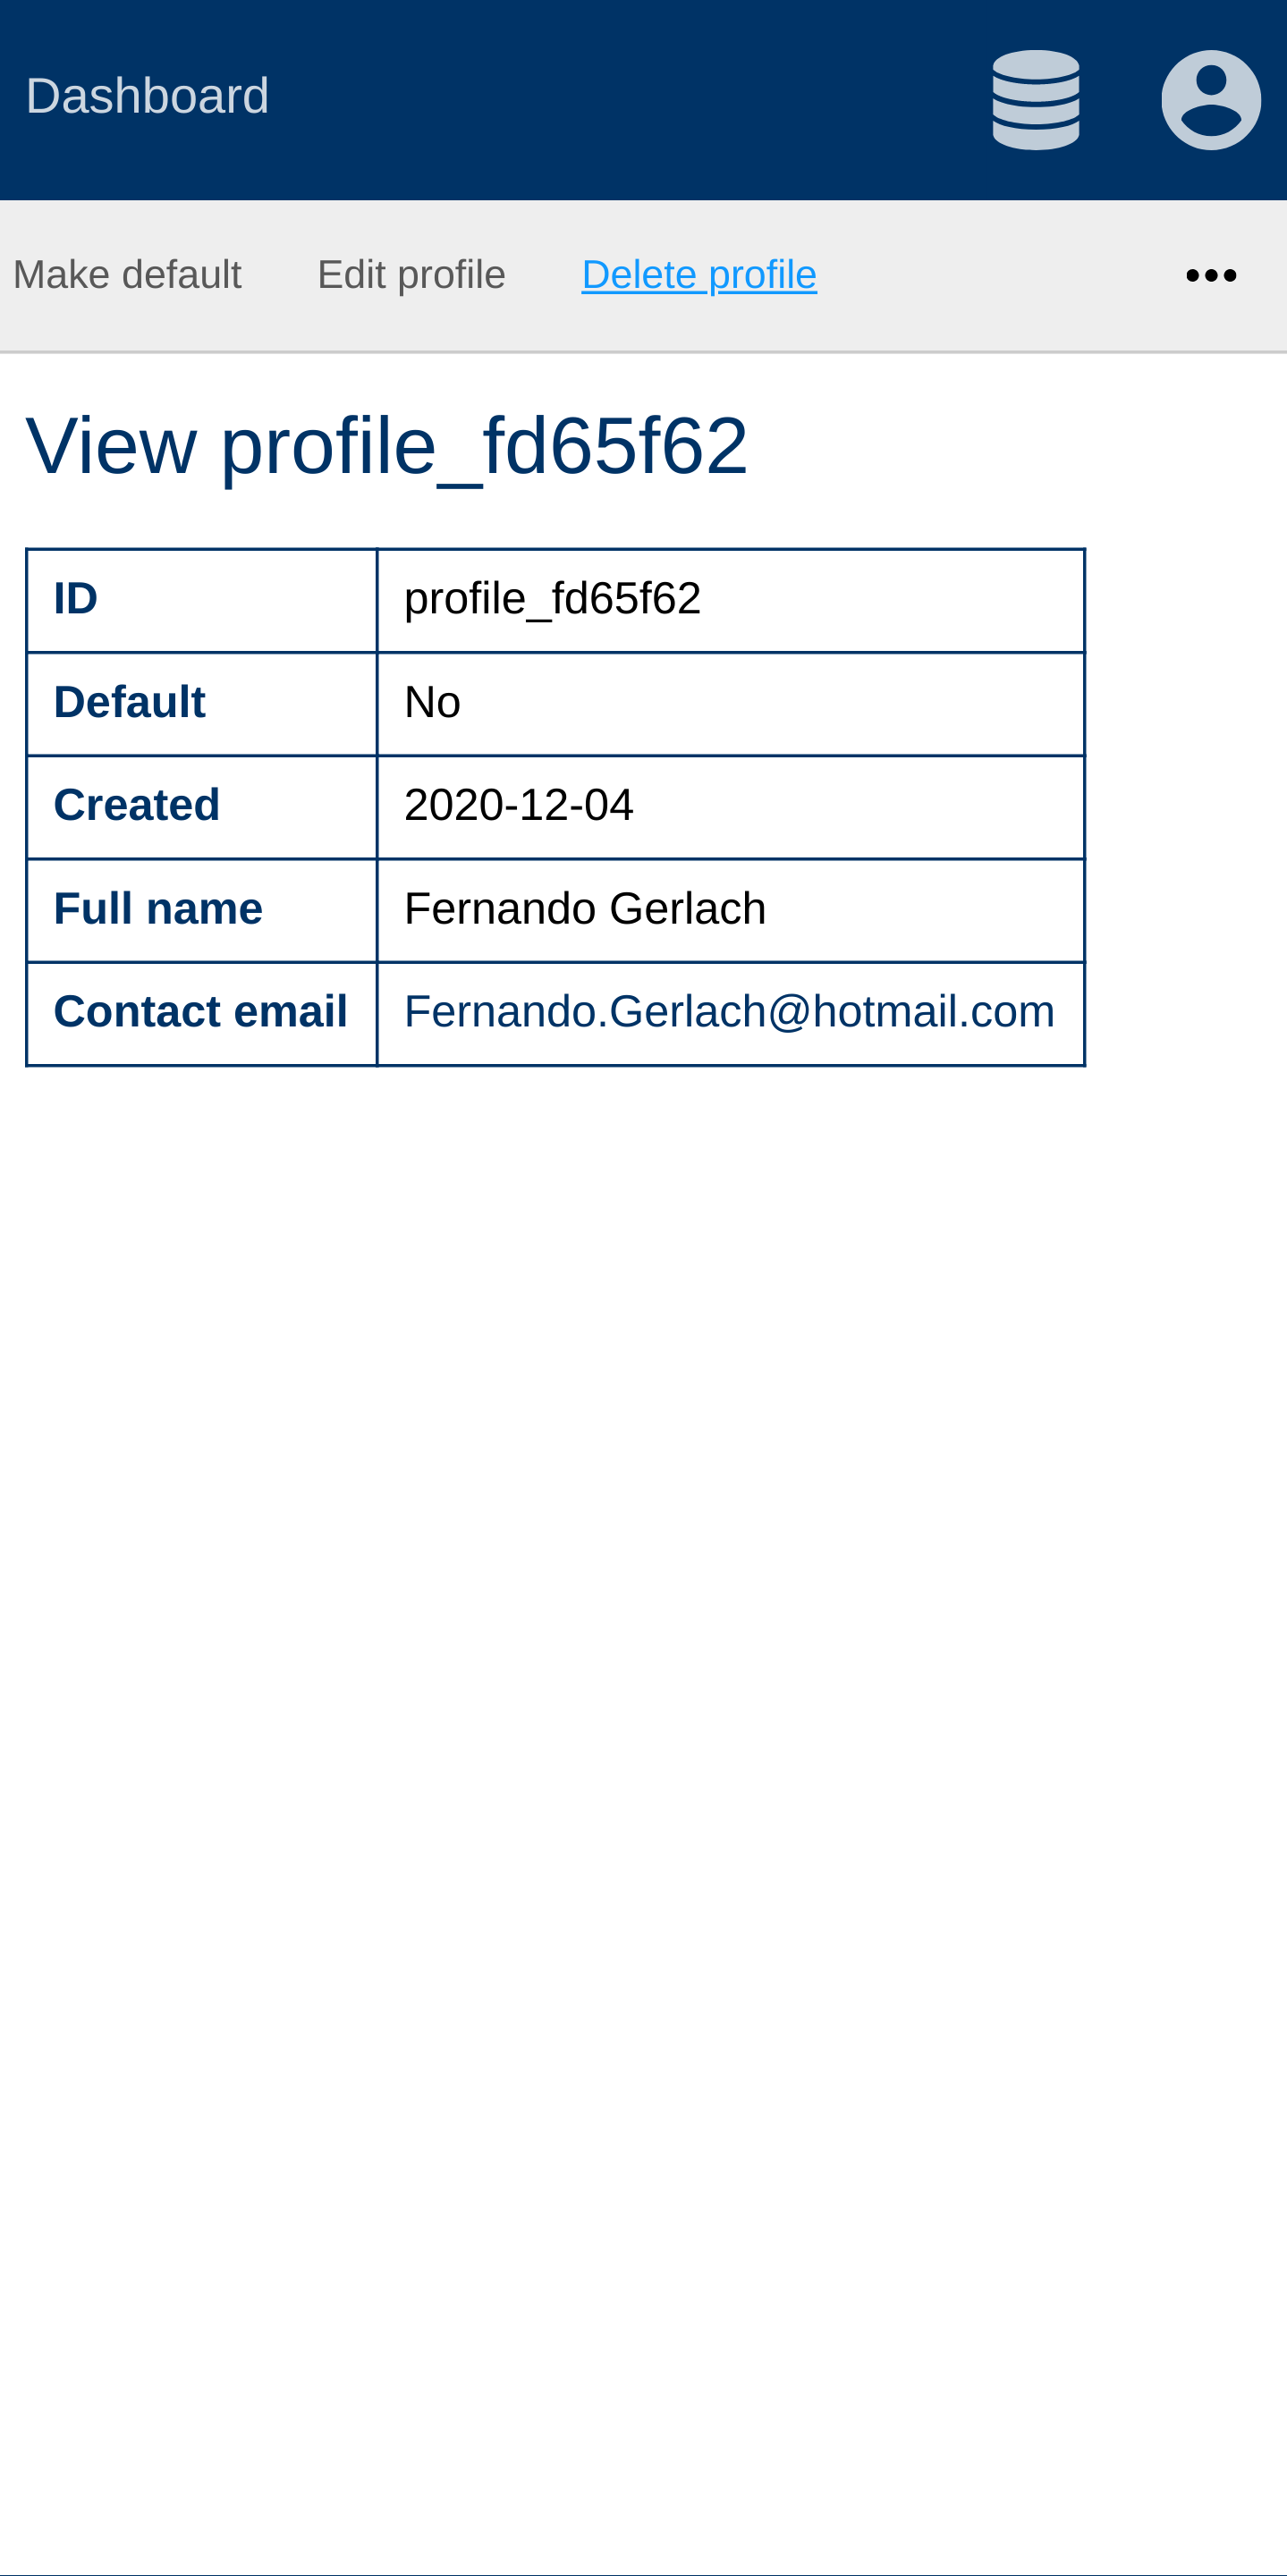 Dashboard
Make default Edit profile Delete profile
View profile_fd65f62
ID profile_fd65f62
Default No
Created 2020-12-04
Full name Fernando Gerlach
Contact email Fernando.Gerlach@hotmail.com